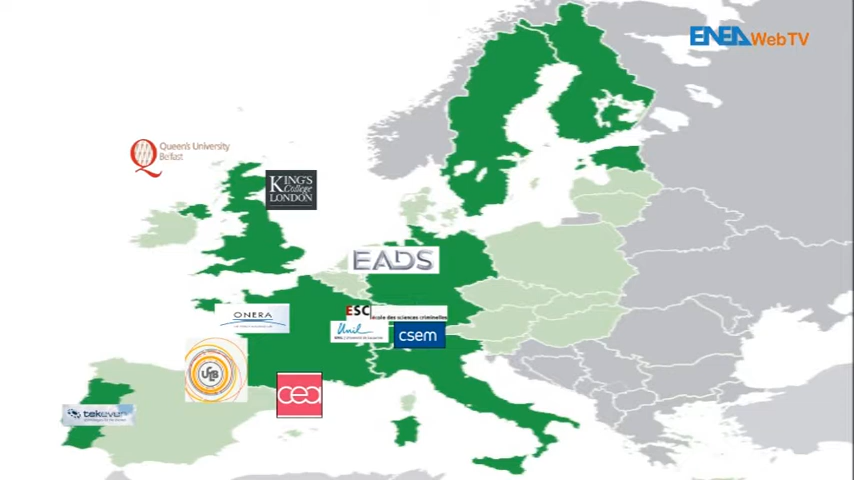 ENEA WebTV
Queen's University
Belfast
KING'S
College
LONDON
EADS
ONERA
ESC
école des sciences criminelles
Unil
csem
UCLB
cea
tekever